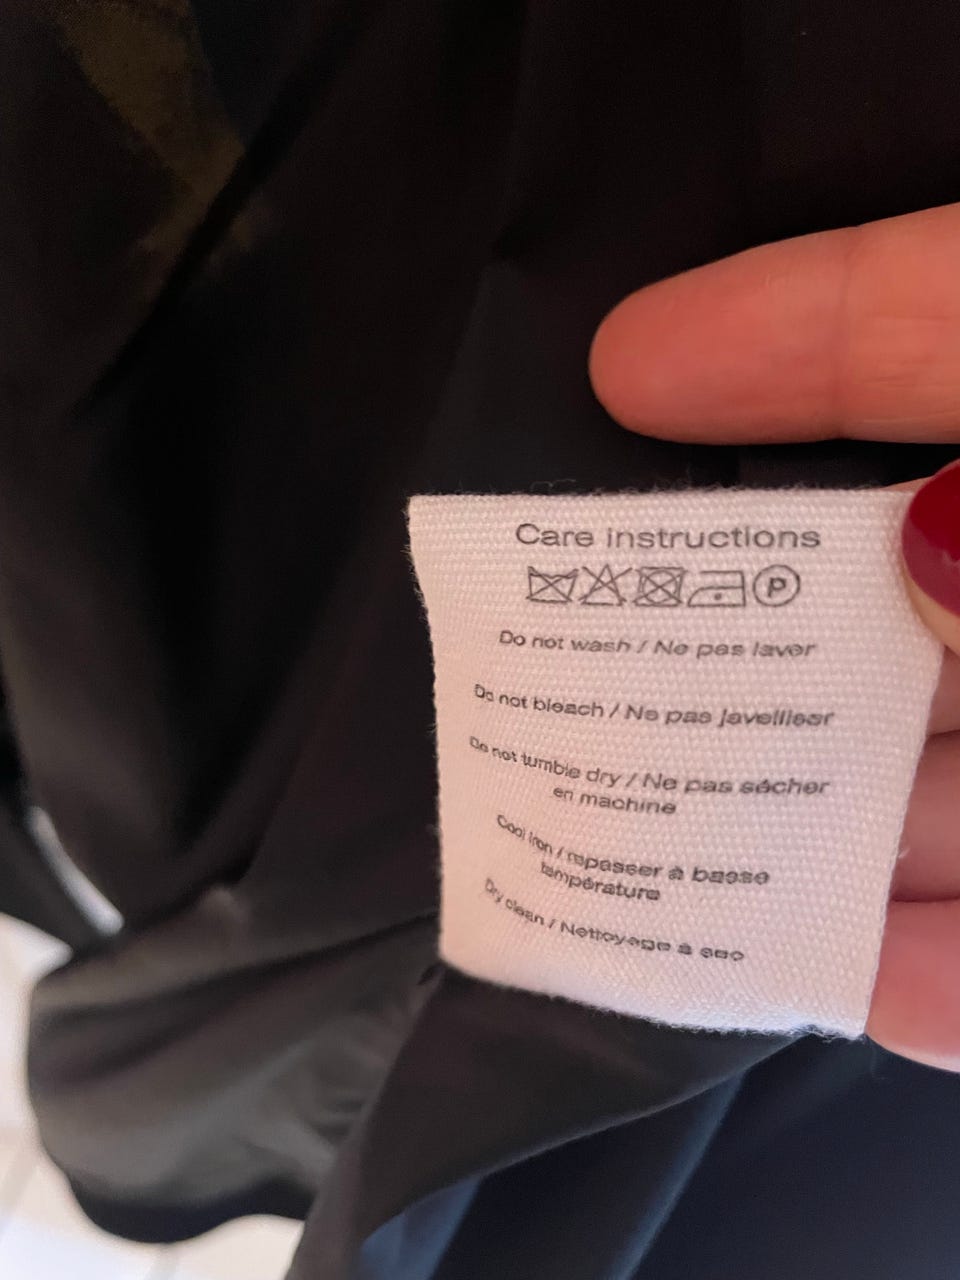 Care instructions
P
Do not wash / Ne pas laver
Do not bleach / Ne pas javelliser
Do not tumble dry / Ne pas sécher
en machine
Cool iron / repasser à basse
température
Dry clean / Nettoyage à sec